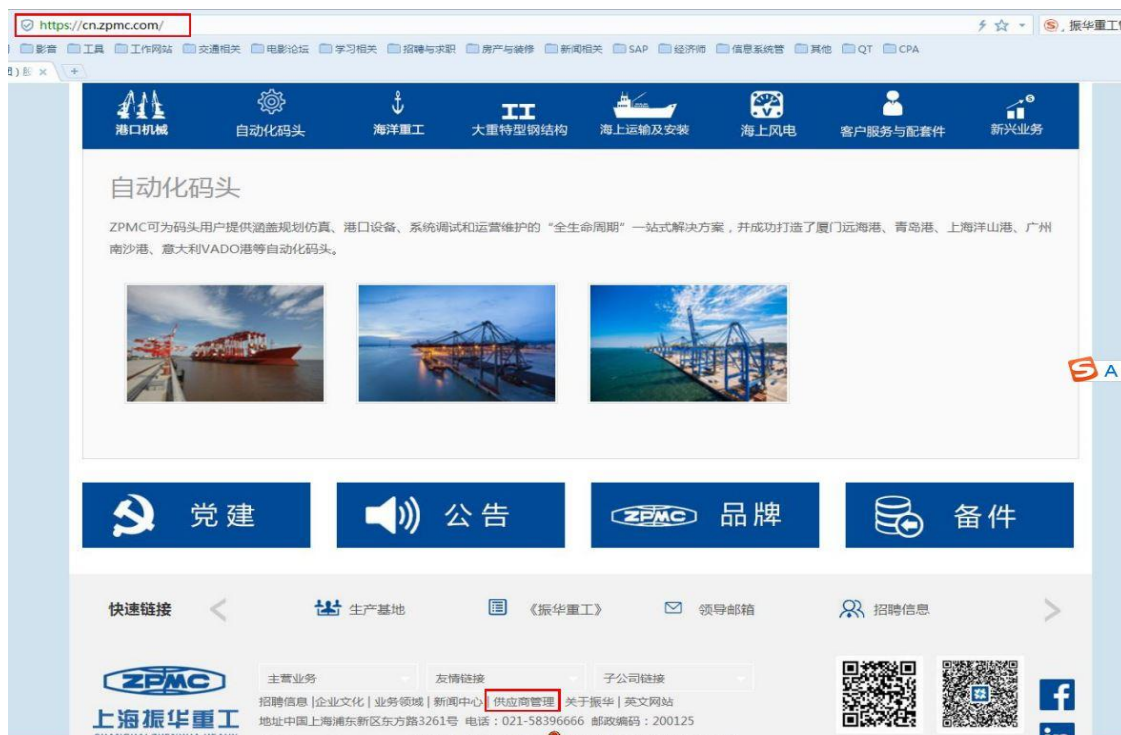 https://cn.zpmc.com/
振华重工
影音 工具 工作网站 交通相关 电影论坛 学习相关 招聘与求职 房产与装修 新闻相关 SAP 经济师 信息系统管 其他 QT CPA
港口机械 自动化码头 海洋重工 大重特型钢结构 海上运输及安装 海上风电 客户服务与配套件 新兴业务
自动化码头
ZPMC可为码头用户提供涵盖规划仿真、港口设备、系统调试和运营维护的“全生命周期”一站式解决方案，并成功打造了厦门远海港、青岛港、上海洋山港、广州
南沙港、意大利VADO港等自动化码头。
S A
党建 公告 ZPMC 品牌 备件
快速链接 生产基地 《振华重工》 领导邮箱 招聘信息
ZPMC 主营业务 友情链接 子公司链接
招聘信息 | 企业文化 | 业务领域 | 新闻中心 | 供应商管理 | 关于振华 | 英文网站
上海振华重工 地址中国上海浦东新区东方路3261号 电话：021-58396666 邮政编码：200125